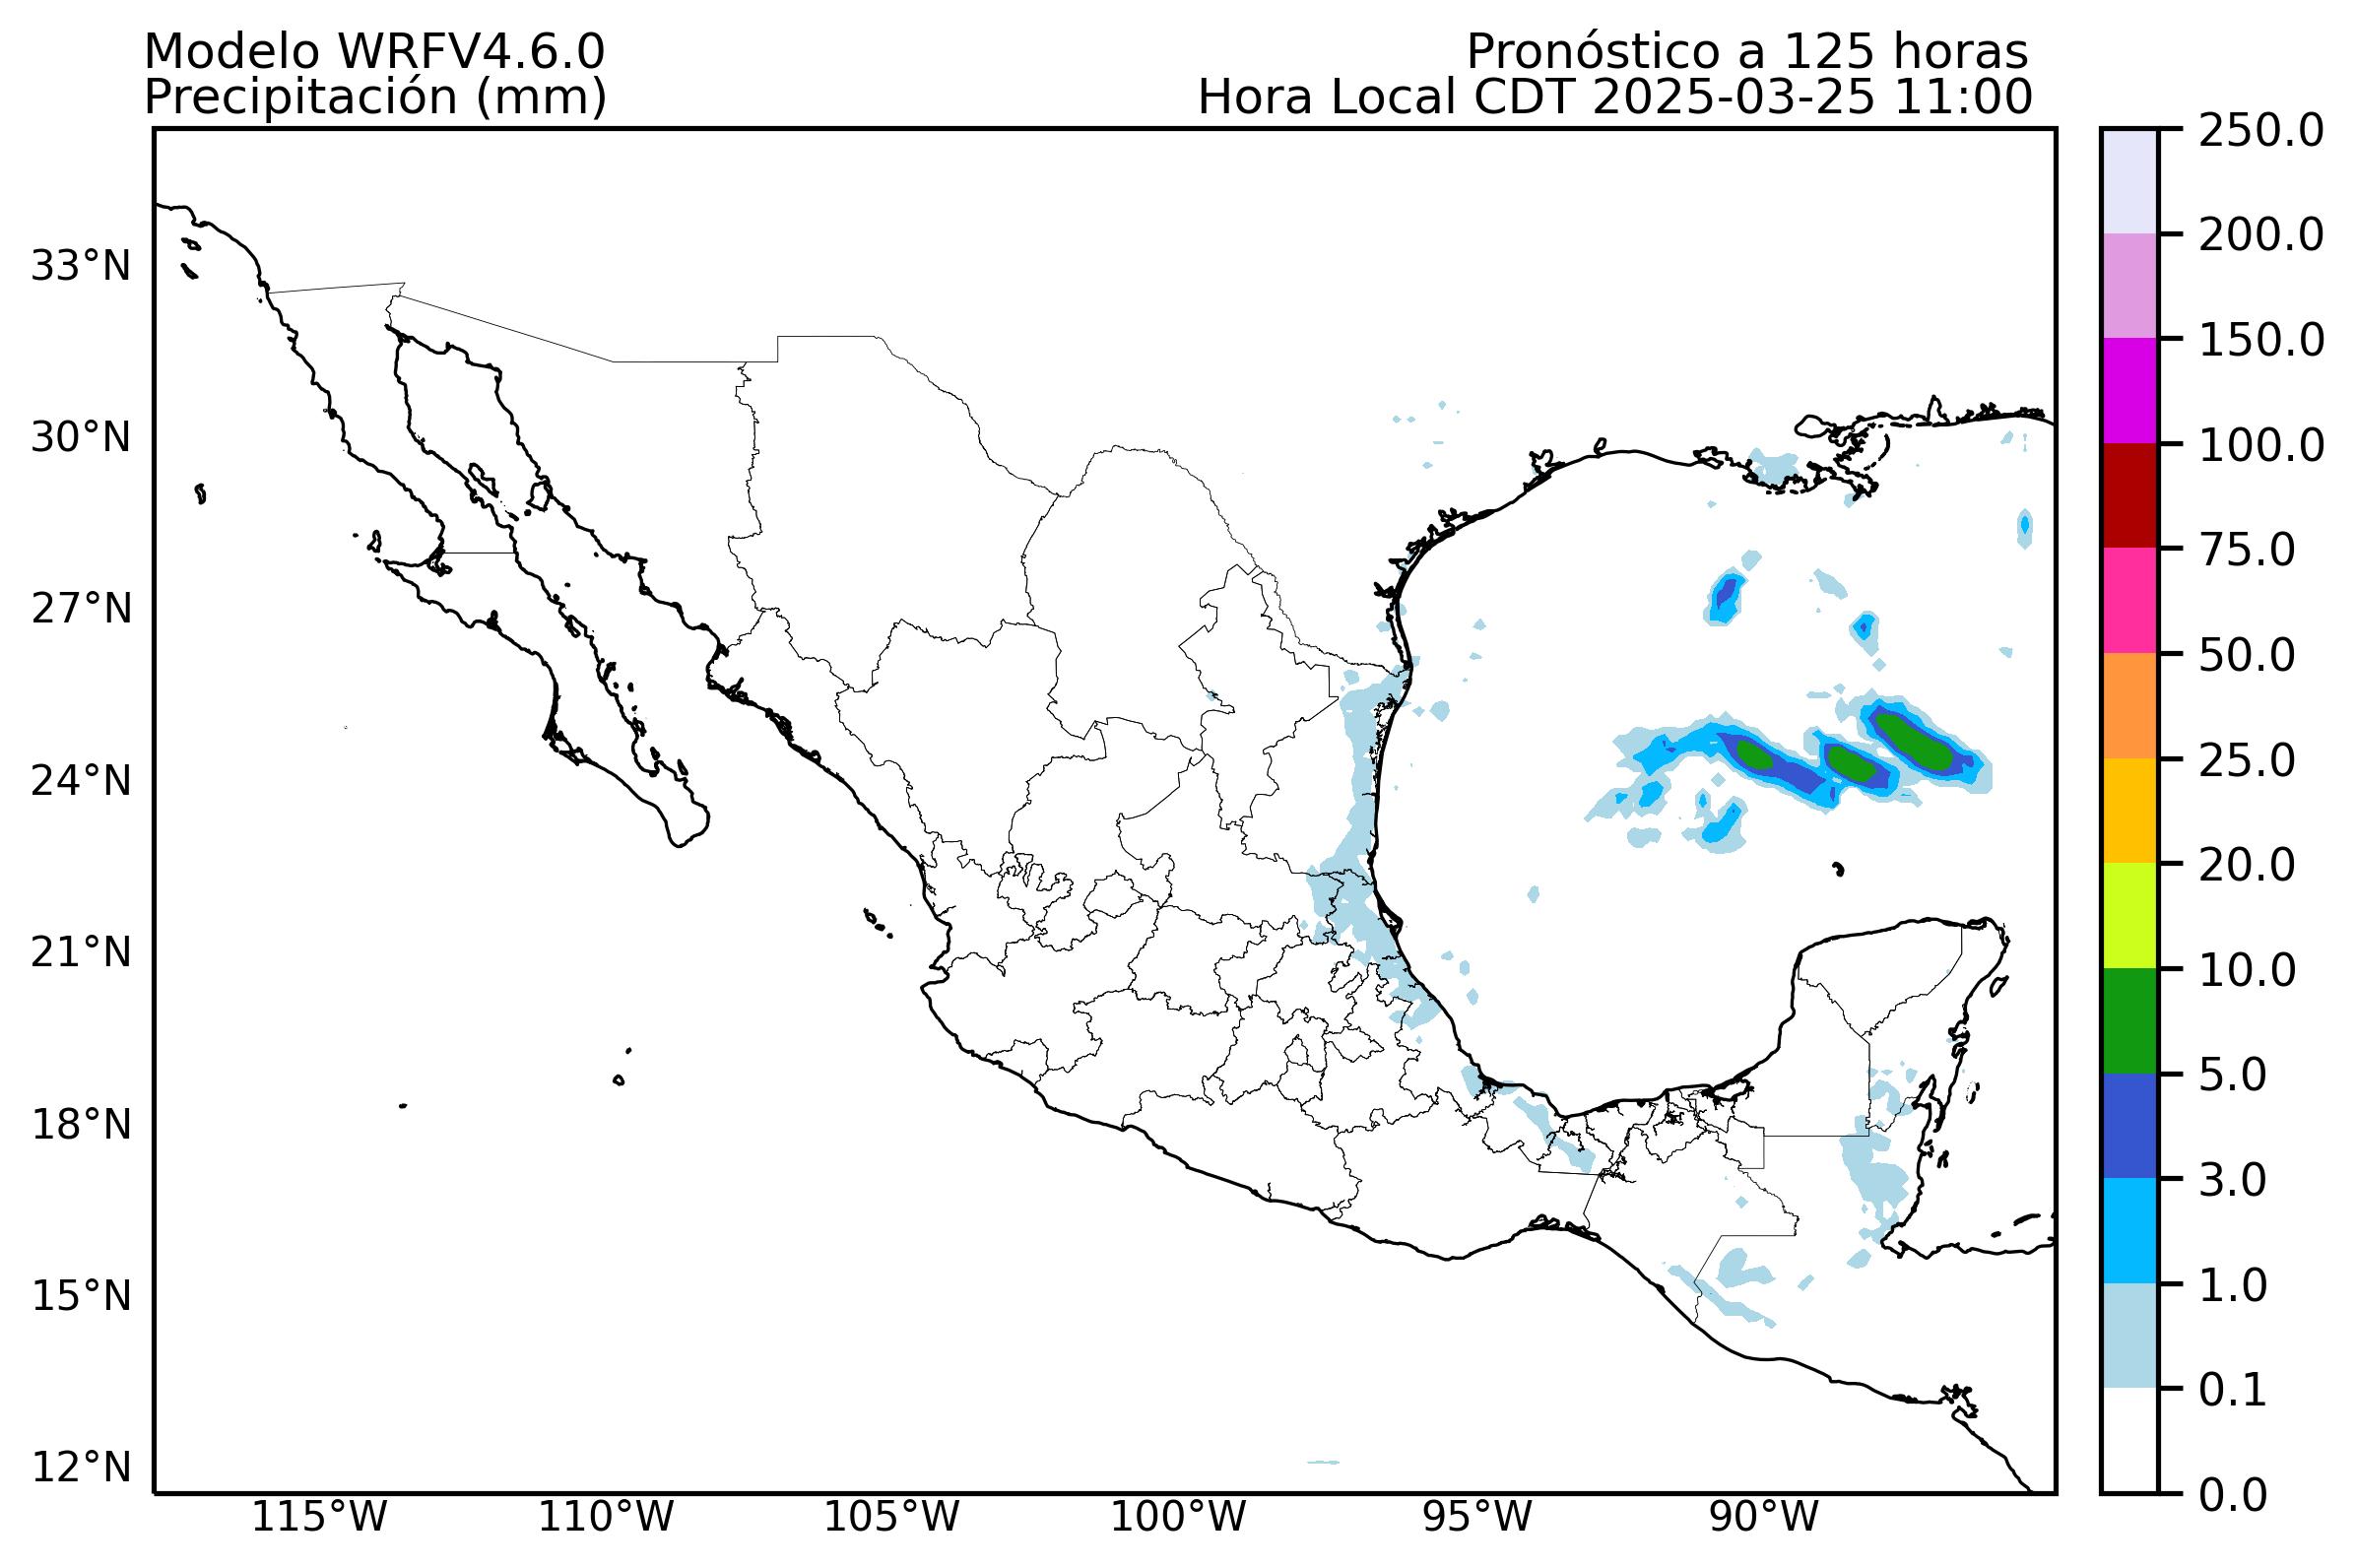 Modelo WRFV4.6.0
Precipitación (mm)
Pronóstico a 125 horas
Hora Local CDT 2025-03-25 11:00
33°N
30°N
27°N
24°N
21°N
18°N
15°N
12°N
115°W
110°W
105°W
100°W
95°W
90°W
250.0
200.0
150.0
100.0
75.0
50.0
25.0
20.0
10.0
5.0
3.0
1.0
0.1
0.0